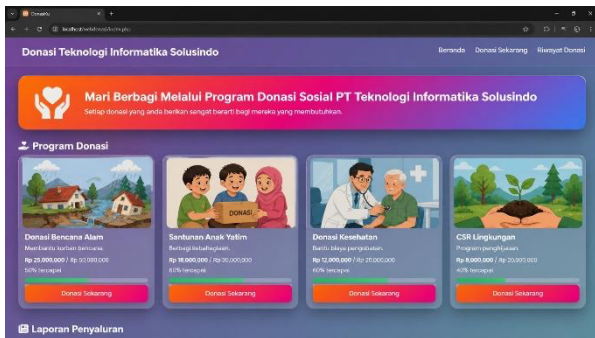 DonasiKu
Donasi Teknologi Informatika Solusindo
Beranda Donasi Sekarang Riwayat Donasi
Mari Berbagi Melalui Program Donasi Sosial PT Teknologi Informatika Solusindo
Setiap donasi yang anda berikan sangat berarti bagi mereka yang membutuhkan.
Program Donasi
DONASI
Donasi Bencana Alam
Membantu korban bencana.
Rp 25,000,000 / Rp 50,000,000
50% tercapai
Donasi Sekarang
Santunan Anak Yatim
Berbagi kebahagiaan.
Rp 18,000,000 / Rp 30,000,000
60% tercapai
Donasi Sekarang
Donasi Kesehatan
Bantu biaya pengobatan.
Rp 12,000,000 / Rp 20,000,000
60% tercapai
Donasi Sekarang
CSR Lingkungan
Program penghijauan.
Rp 8,000,000 / Rp 20,000,000
40% tercapai
Donasi Sekarang
Laporan Penyaluran